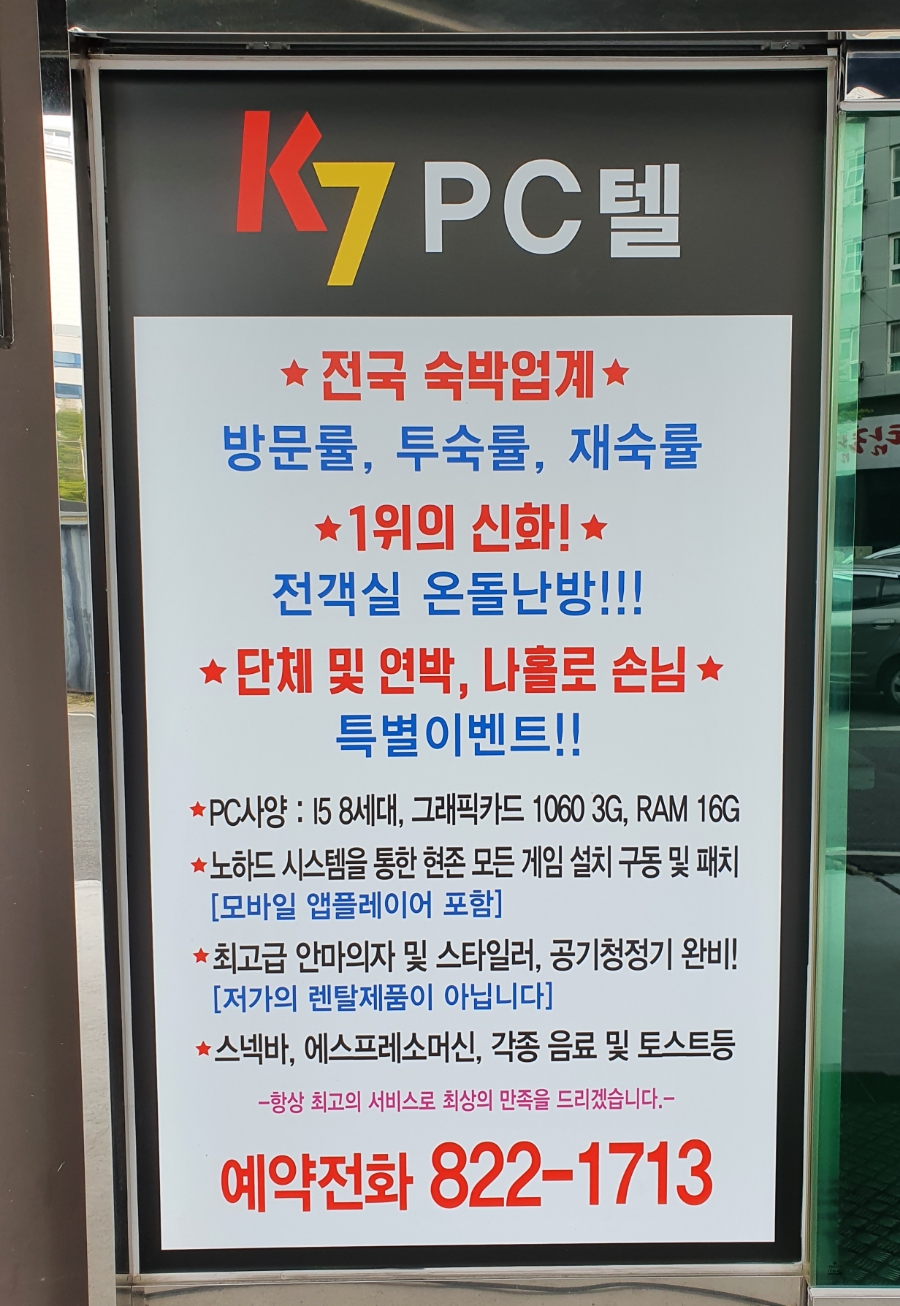 K7 PC텔
★전국 숙박업계★
방문률, 투숙률, 재숙률
★1위의 신화!★
전객실 온돌난방!!!
★단체 및 연박, 나홀로 손님★
특별이벤트!!
★PC사양 : I5 8세대, 그래픽카드 1060 3G, RAM 16G
★노하드 시스템을 통한 현존 모든 게임 설치 구동 및 패치
[모바일 앱플레이어 포함]
★최고급 안마의자 및 스타일러, 공기청정기 완비!
[저가의 렌탈제품이 아닙니다]
★스넥바, 에스프레소머신, 각종 음료 및 토스트등
-항상 최고의 서비스로 최상의 만족을 드리겠습니다.-
예약전화 822-1713